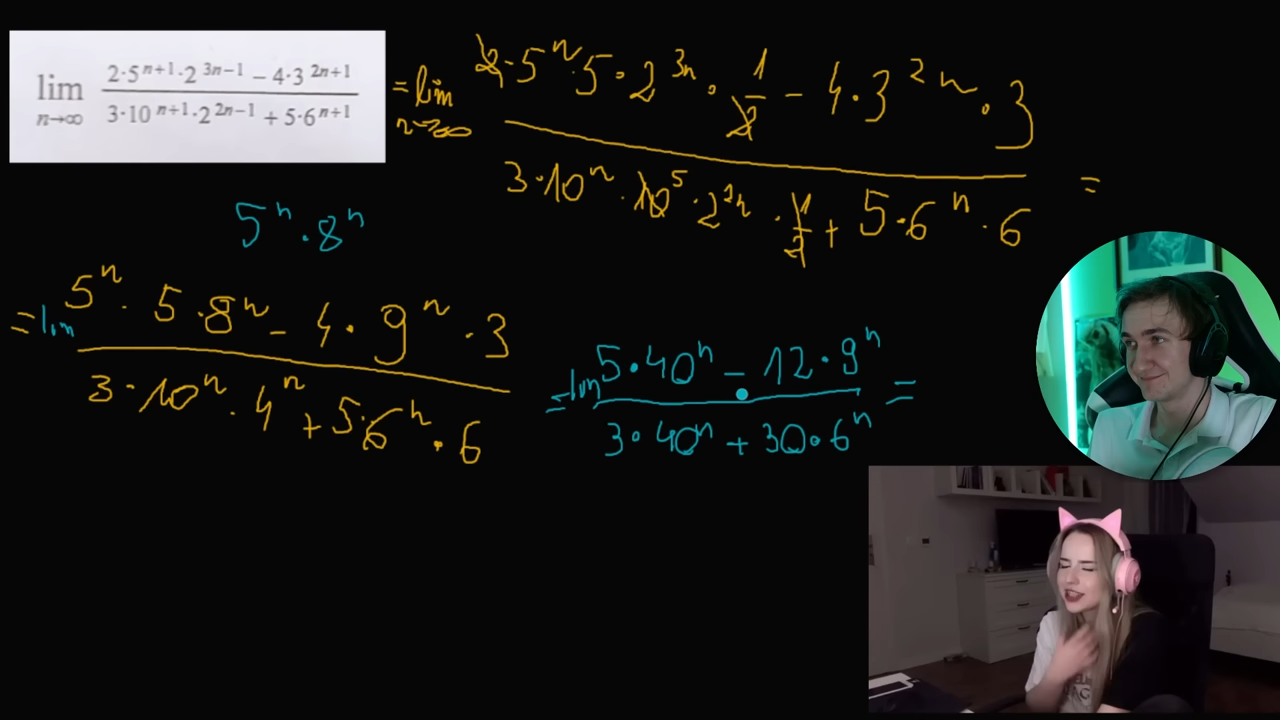 lim n→∞ (2·5^{n+1}·2^{3n−1} − 4·3^{2n+1}) / (3·10^{n+1}·2^{2n−1} + 5·6^{n+1})
= lim n→∞ (2·5^n·5·2^{3n}·1/2 − 4·3^{2n}·3) / (3·10^n·10^5·2^{2n}·1/2 + 5·6^n·6) =
5^n·8^n
= lim (5^n·5·8^n − 4·9^n·3) / (3·10^n·4^n + 5·6^n·6)
= lim (5·40^n − 12·9^n) / (3·40^n + 30·6^n) =